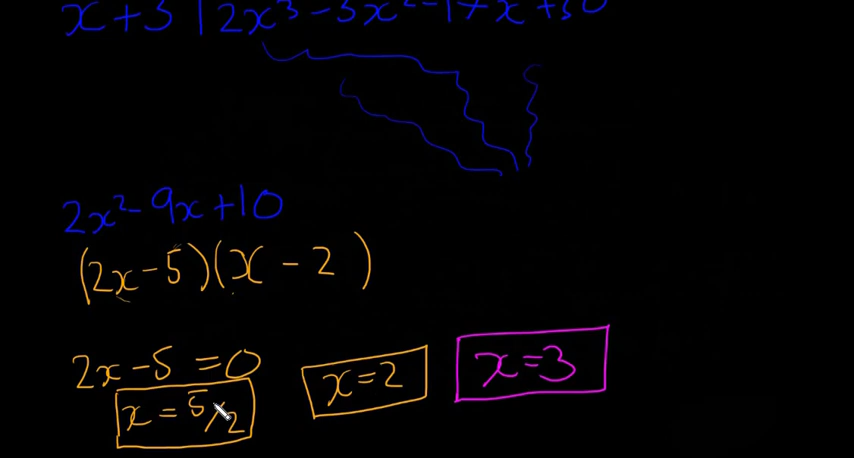 x+3 | 2x³-3x²-17x+30
2x²-9x+10
(2x-5)(x-2)
2x-5=0
x=5/2
x=2
x=3